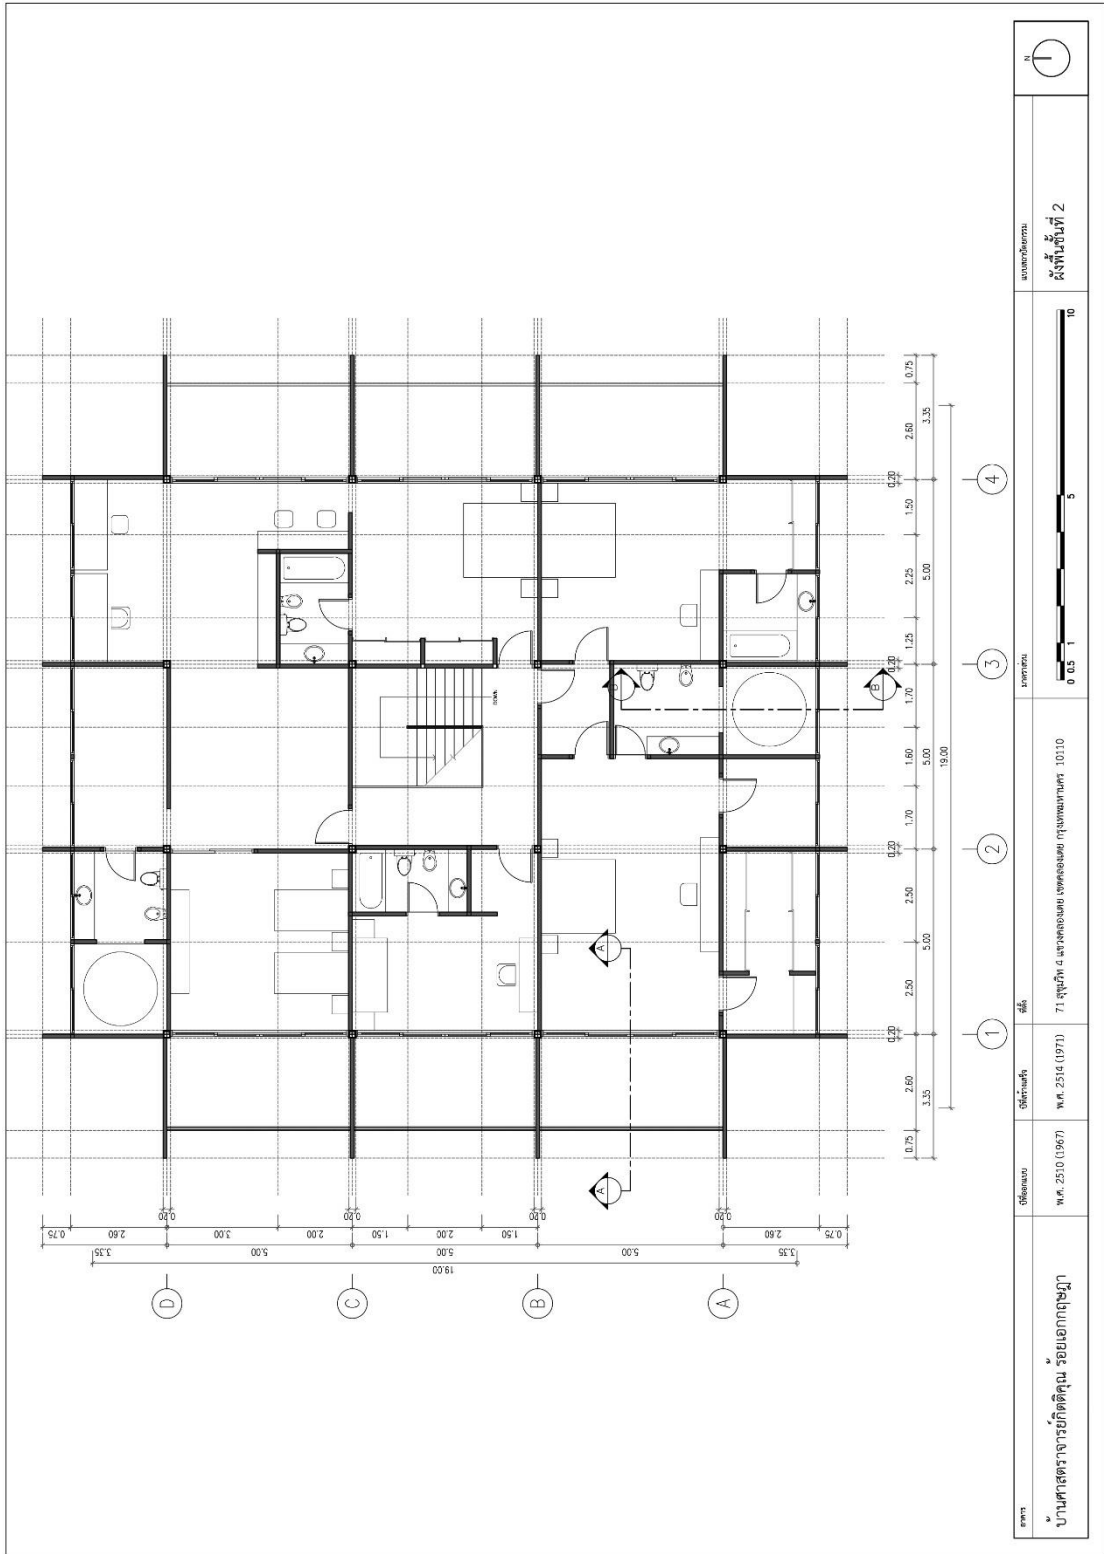 อาคาร
บ้านศาสตราจารย์กิตติคุณ ร้อยเอกกฤษฎา
ปีที่ออกแบบ
พ.ศ. 2510 (1967)
ปีที่สร้างเสร็จ
พ.ศ. 2514 (1971)
ที่ตั้ง
71 สุขุมวิท 4 แขวงคลองเตย เขตคลองเตย กรุงเทพมหานคร 10110
มาตราส่วน
0 0.5 1 5 10
แบบสถาปัตยกรรม
ผังพื้นชั้นที่ 2
N
D
C
B
A
1
2
3
4
0.75
2.60
0.20
3.00
2.00
0.20
1.50
2.00
1.50
0.20
0.20
2.60
0.75
3.35
5.00
5.00
5.00
3.35
19.00
0.75
2.60
0.20
2.50
2.50
0.20
1.70
1.60
1.70
0.20
1.25
2.25
1.50
0.20
2.60
0.75
3.35
5.00
5.00
5.00
3.35
19.00
A
A
B
B